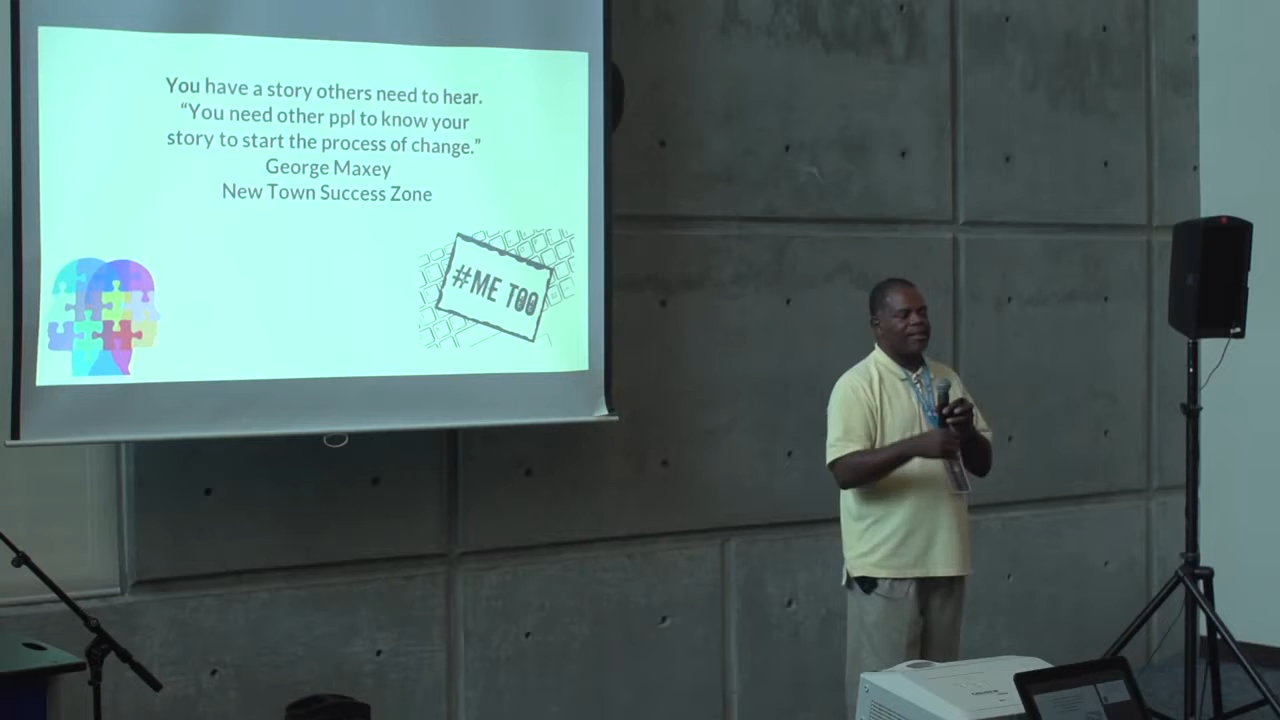 You have a story others need to hear.
“You need other ppl to know your
story to start the process of change.”
George Maxey
New Town Success Zone
#ME TOO